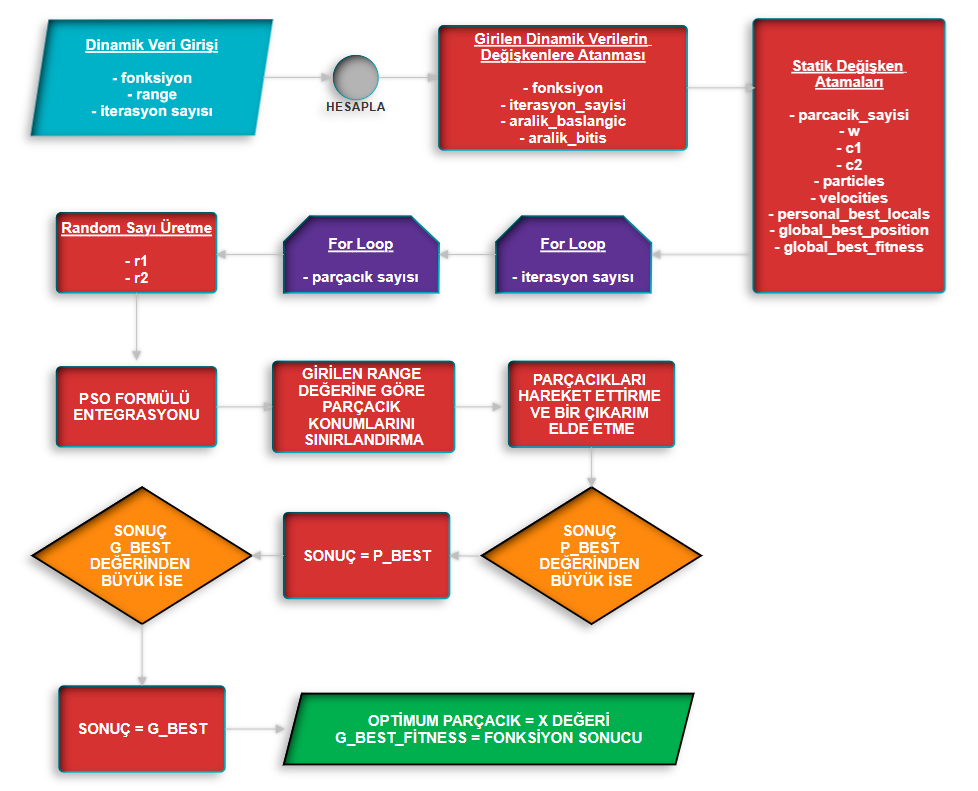 Dinamik Veri Girişi
- fonksiyon
- range
- iterasyon sayısı
HESAPLA
Girilen Dinamik Verilerin
Değişkenlere Atanması
- fonksiyon
- iterasyon_sayisi
- aralik_baslangic
- aralik_bitis
Statik Değişken
Atamaları
- parcacik_sayisi
- w
- c1
- c2
- particles
- velocities
- personal_best_locals
- global_best_position
- global_best_fitness
For Loop
- iterasyon sayısı
For Loop
- parçacık sayısı
Random Sayı Üretme
- r1
- r2
PSO FORMÜLÜ
ENTEGRASYONU
GİRİLEN RANGE
DEĞERİNE GÖRE
PARÇACIK
KONUMLARINI
SINIRLANDIRMA
PARÇACIKLARI
HAREKET ETTİRME
VE BİR ÇIKARIM
ELDE ETME
SONUÇ
P_BEST
DEĞERİNDEN
BÜYÜK İSE
SONUÇ = P_BEST
SONUÇ
G_BEST
DEĞERİNDEN
BÜYÜK İSE
SONUÇ = G_BEST
OPTİMUM PARÇACIK = X DEĞERİ
G_BEST_FİTNESS = FONKSİYON SONUCU